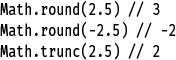 Math.round(2.5) // 3
Math.round(-2.5) // -2
Math.trunc(2.5) // 2